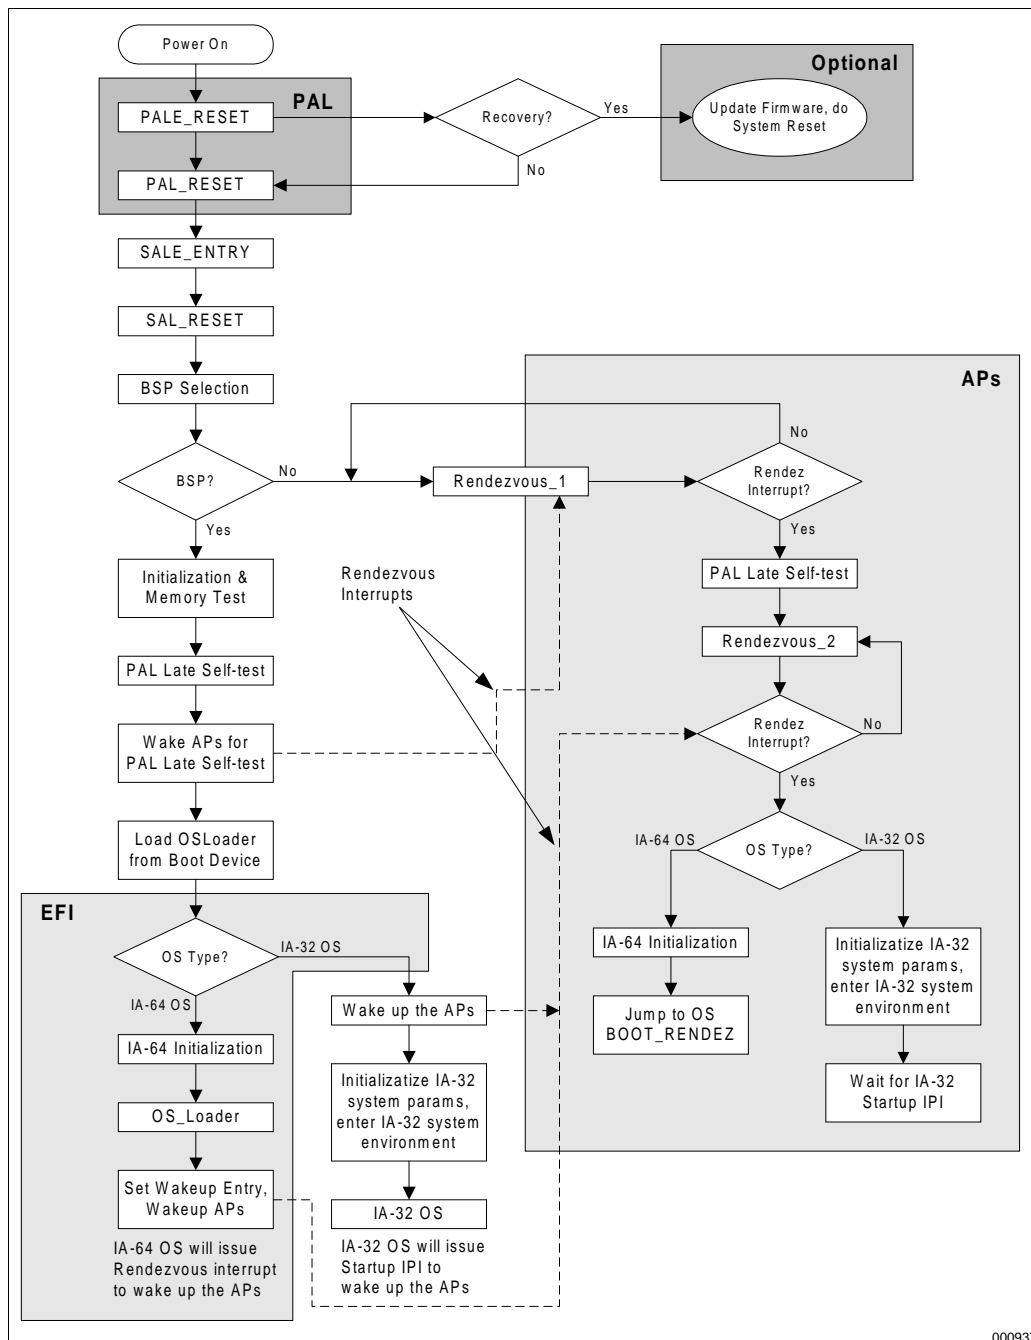 Power On
PAL
PALE_RESET
PAL_RESET
Recovery?
Yes
No
Optional
Update Firmware, do
System Reset
SALE_ENTRY
SAL_RESET
BSP Selection
BSP?
No
Yes
Initialization &
Memory Test
PAL Late Self-test
Wake APs for
PAL Late Self-test
Load OSLoader
from Boot Device
Rendezvous
Interrupts
APs
Rendezvous_1
No
Rendez
Interrupt?
Yes
PAL Late Self-test
Rendezvous_2
Rendez
Interrupt?
No
Yes
IA-64 OS
OS Type?
IA-32 OS
IA-64 Initialization
Jump to OS
BOOT_RENDEZ
Initializatize IA-32
system params,
enter IA-32 system
environment
Wait for IA-32
Startup IPI
EFI
OS Type?
IA-32 OS
IA-64 OS
IA-64 Initialization
OS_Loader
Set Wakeup Entry,
Wakeup APs
IA-64 OS will issue
Rendezvous interrupt
to wake up the APs
Wake up the APs
Initializatize IA-32
system params,
enter IA-32 system
environment
IA-32 OS
IA-32 OS will issue
Startup IPI to
wake up the APs